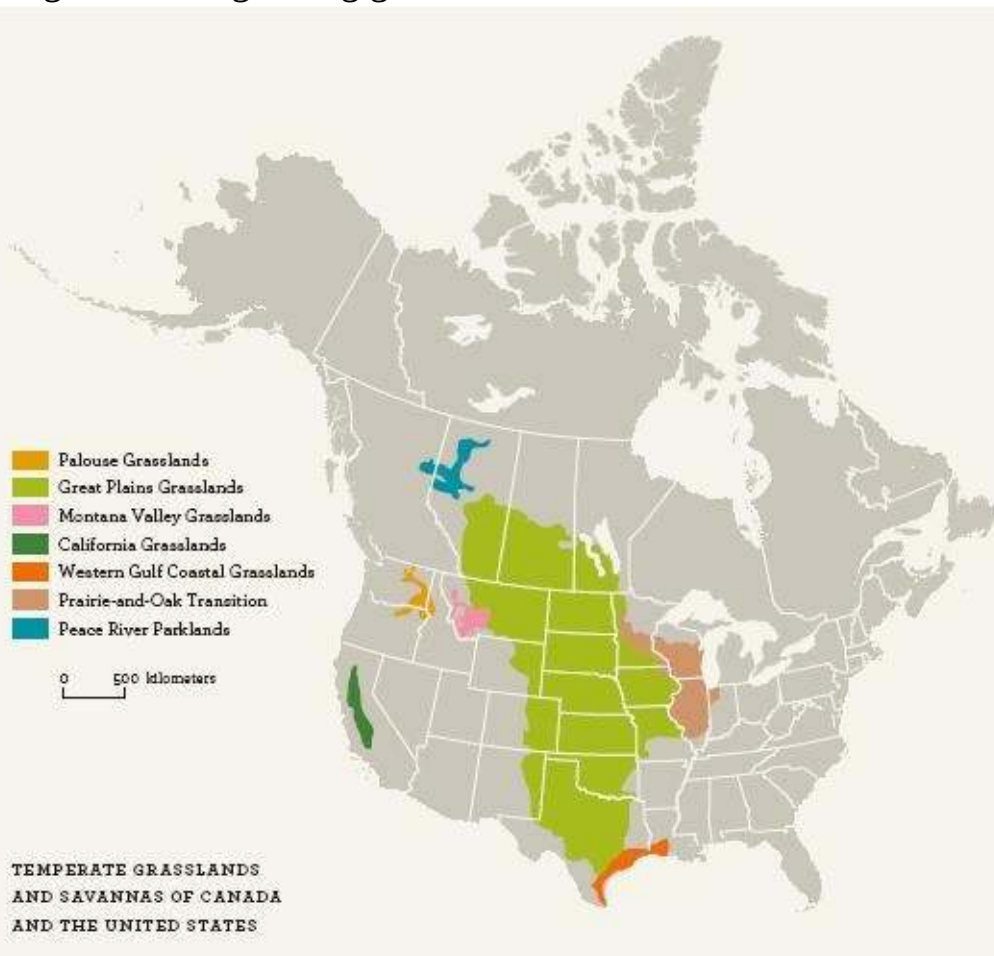 Palouse Grasslands
Great Plains Grasslands
Montana Valley Grasslands
California Grasslands
Western Gulf Coastal Grasslands
Prairie-and-Oak Transition
Peace River Parklands
0 500 kilometers
TEMPERATE GRASSLANDS
AND SAVANNAS OF CANADA
AND THE UNITED STATES